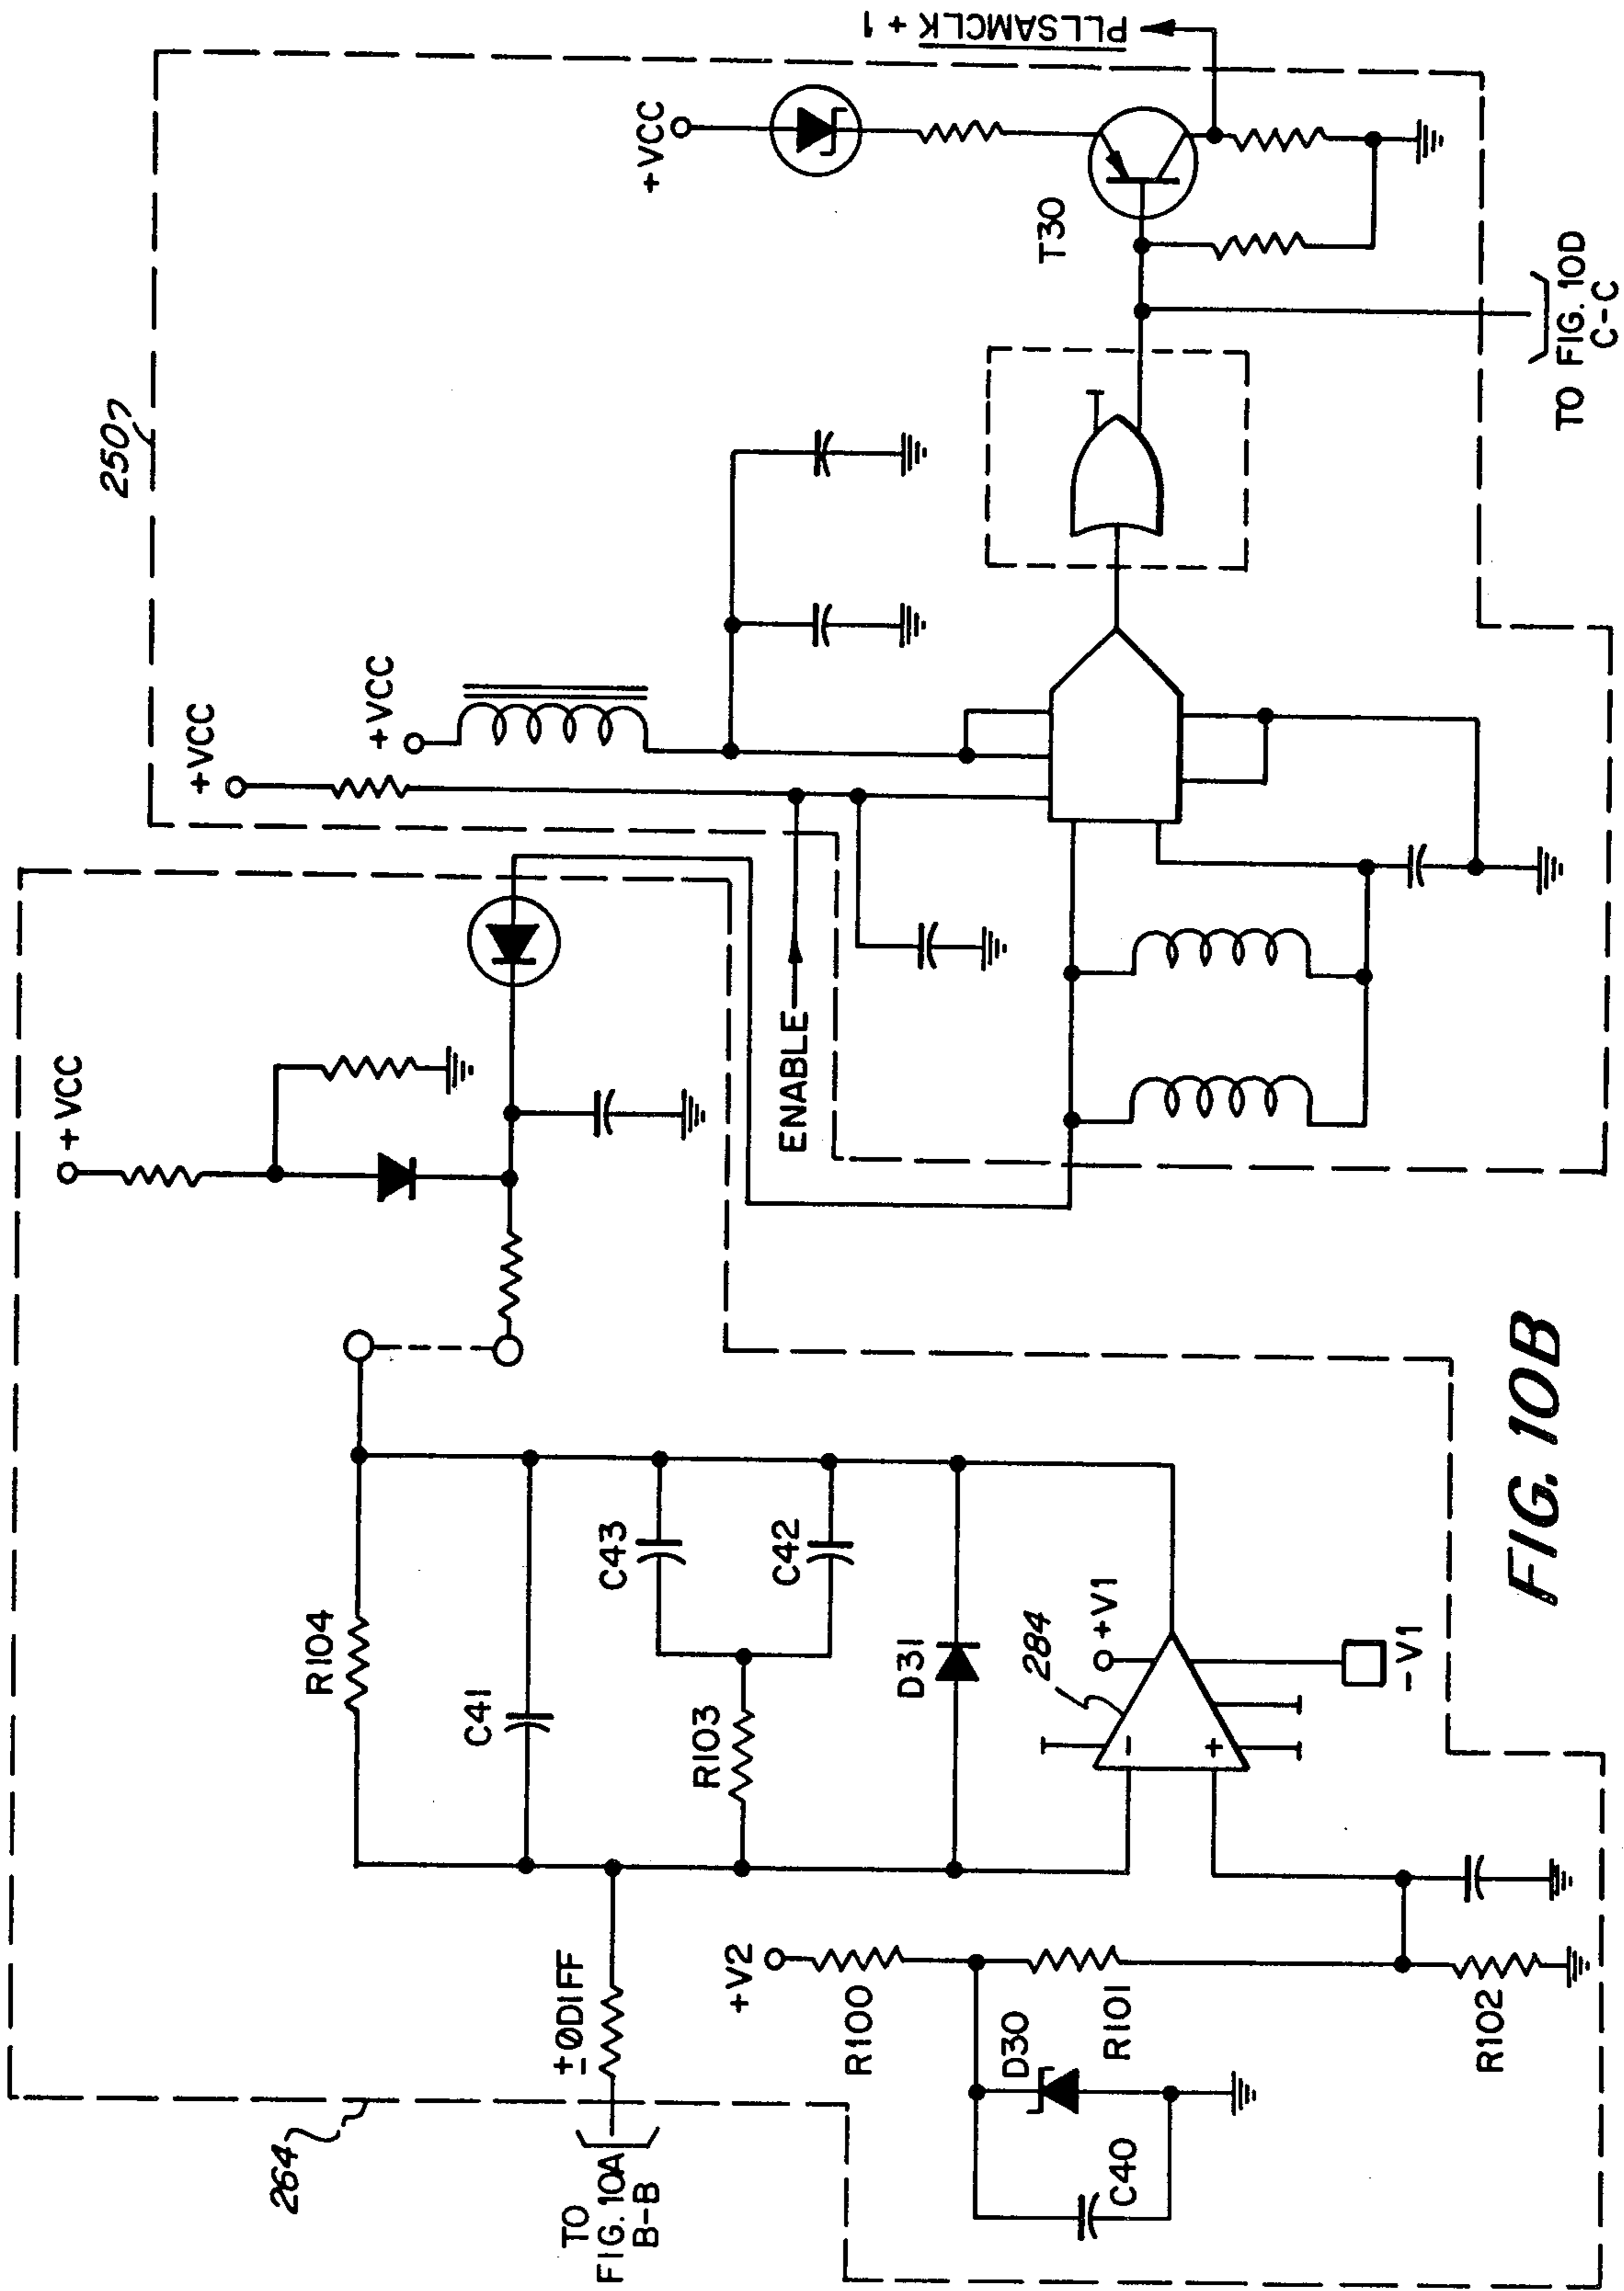 264
TO
FIG. 10A
B-B
±ØDIFF
R104
C41
C43
R103
C42
D31
284
+V1
-V1
+V2
R100
D30
R101
C40
R102
+VCC
ENABLE
250
+VCC
+VCC
+VCC
T30
PLLSAMCLK + 1
TO FIG. 10D
C-C
-
+
FIG. 10B